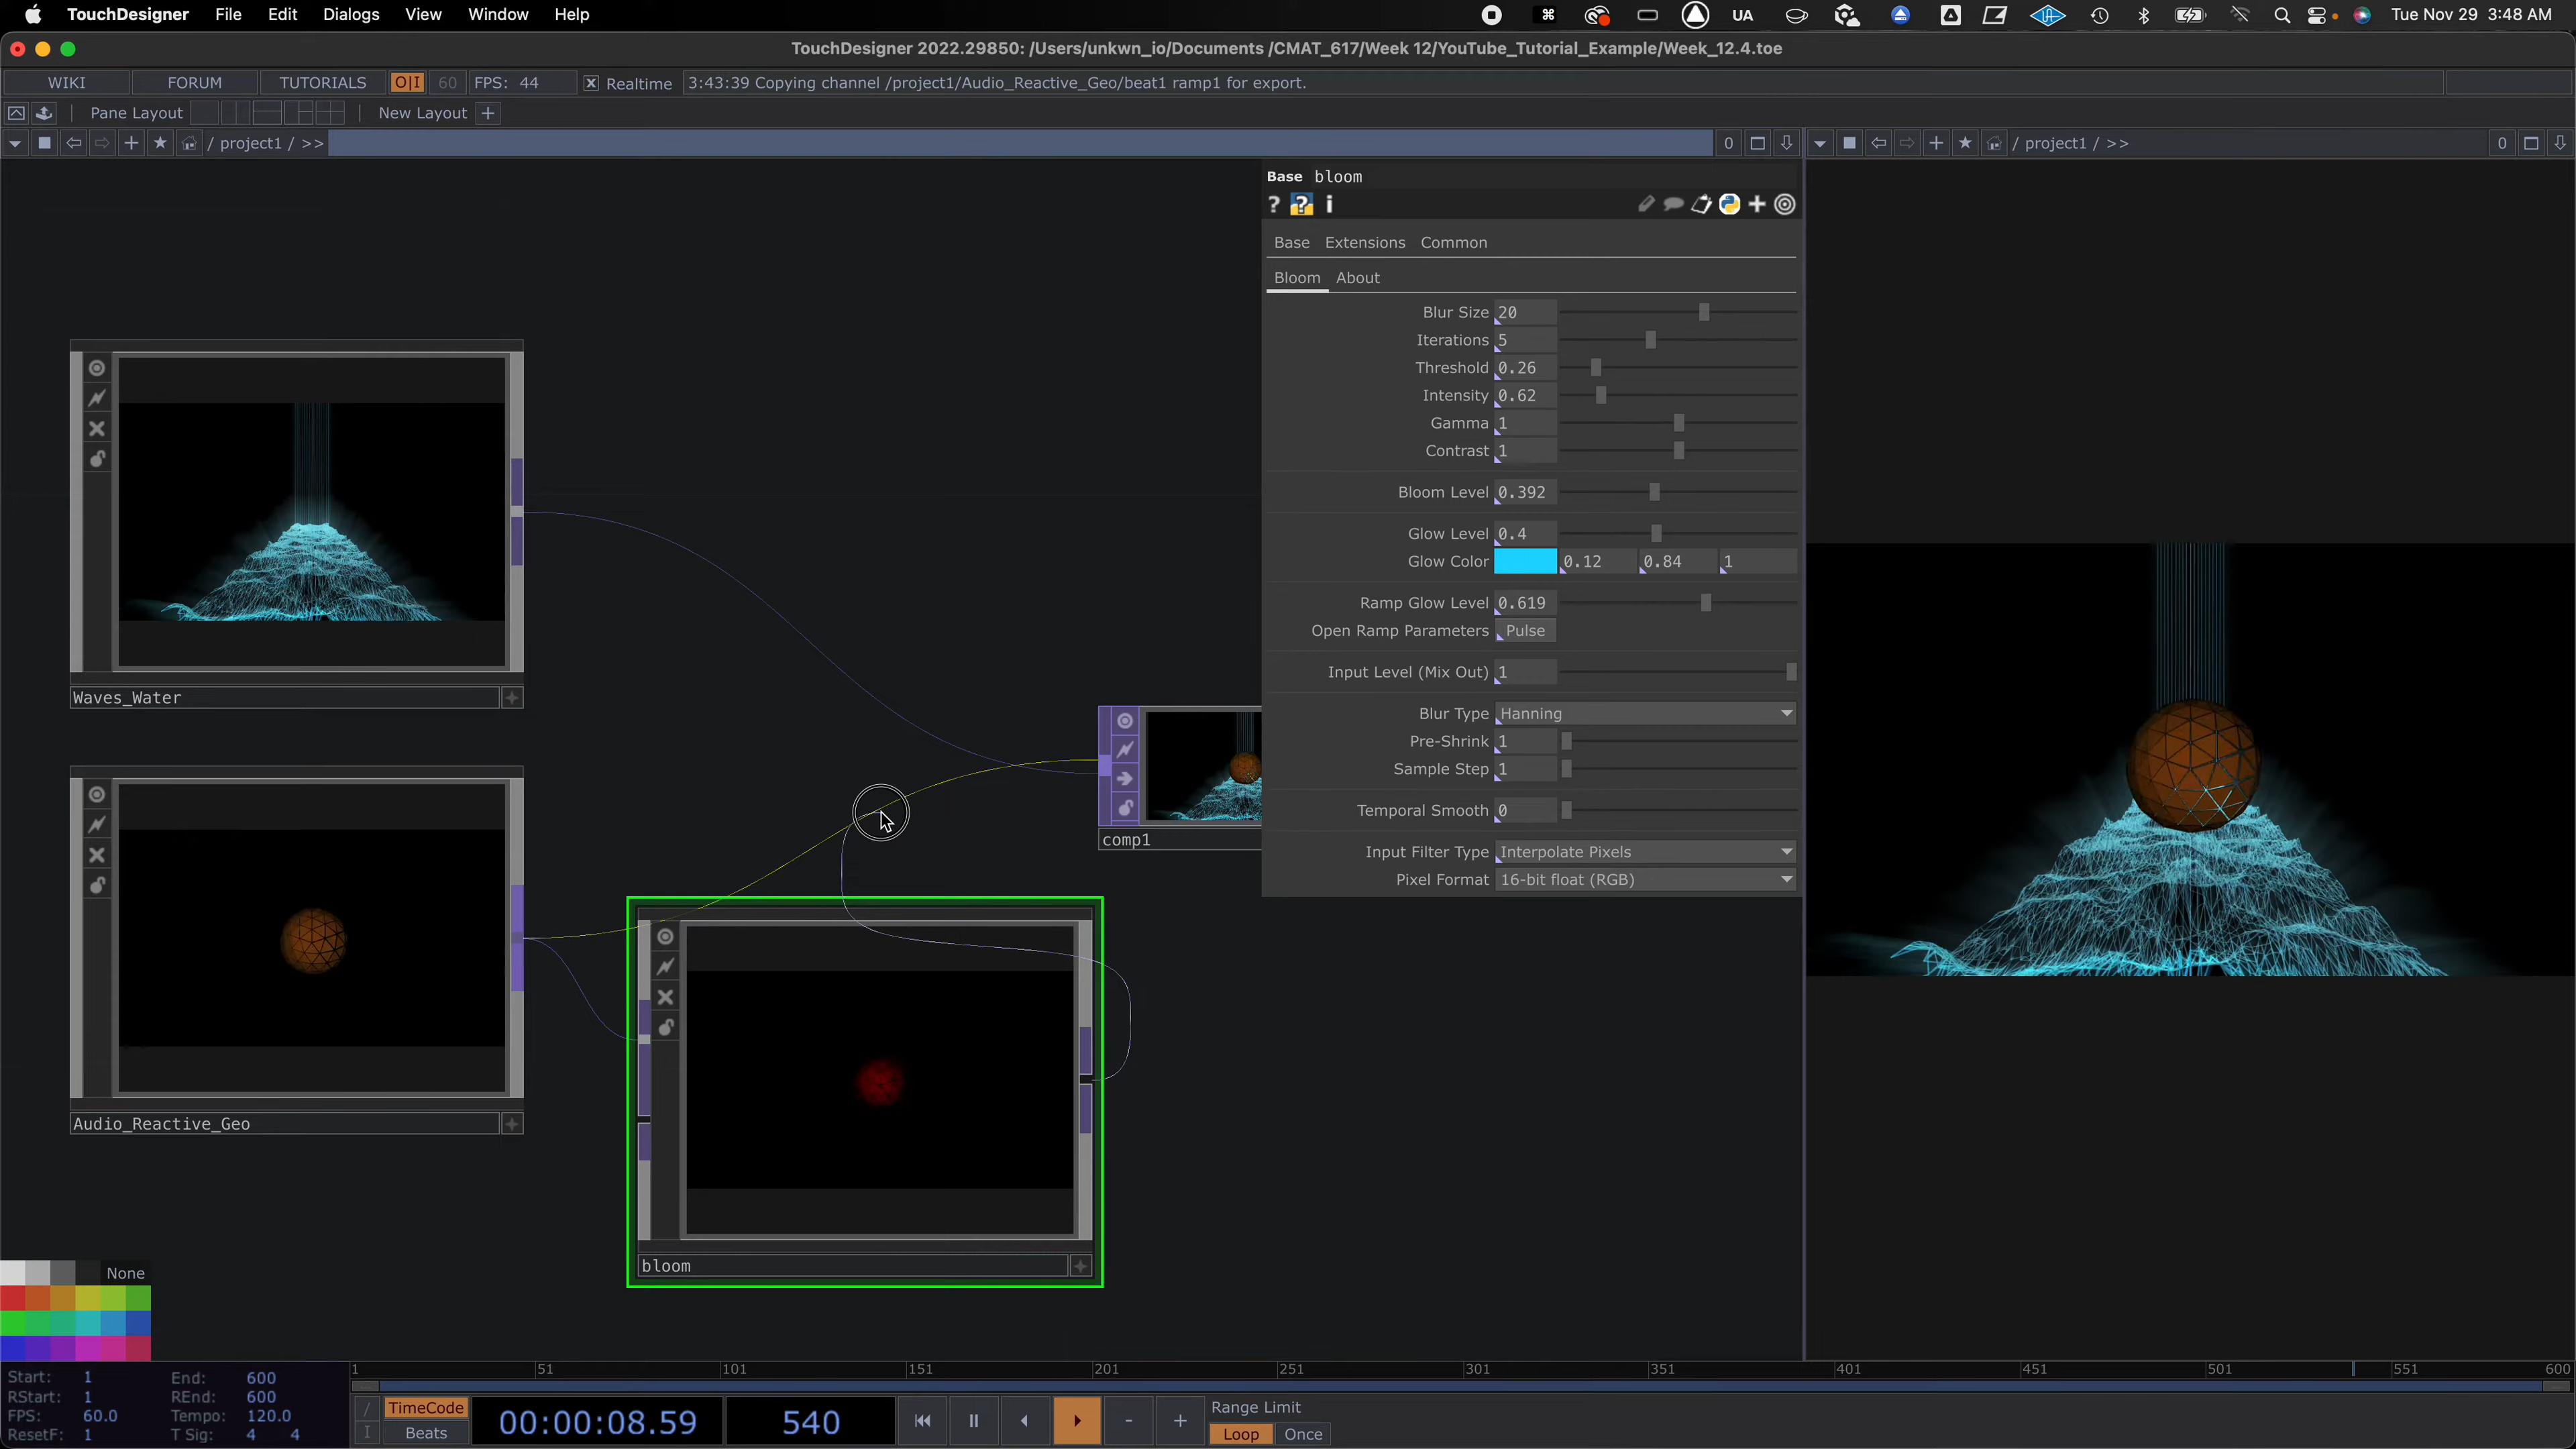 TouchDesigner File Edit Dialogs View Window Help UA Tue Nov 29 3:48 AM
TouchDesigner 2022.29850: /Users/unkwn_io/Documents /CMAT_617/Week 12/YouTube_Tutorial_Example/Week_12.4.toe
WIKI FORUM TUTORIALS O|I 60 FPS: 44 Realtime 3:43:39 Copying channel /project1/Audio_Reactive_Geo/beat1 ramp1 for export.
Pane Layout New Layout +
/ project1 / >> 0 / project1 / >> 0
Base bloom
? ? i
Base Extensions Common
Bloom About
Blur Size 20
Iterations 5
Threshold 0.26
Intensity 0.62
Gamma 1
Contrast 1
Bloom Level 0.392
Glow Level 0.4
Glow Color 0.12 0.84 1
Ramp Glow Level 0.619
Open Ramp Parameters Pulse
Input Level (Mix Out) 1
Blur Type Hanning
Pre-Shrink 1
Sample Step 1
Temporal Smooth 0
Input Filter Type Interpolate Pixels
Pixel Format 16-bit float (RGB)
Waves_Water
comp1
Audio_Reactive_Geo
bloom
None
Start: 1 End: 600
RStart: 1 REnd: 600
FPS: 60.0 Tempo: 120.0
ResetF: 1 T Sig: 4 4
1 51 101 151 201 251 301 351 401 451 501 551 600
/ TimeCode 00:00:08.59 540 - + Range Limit
I Beats Loop Once